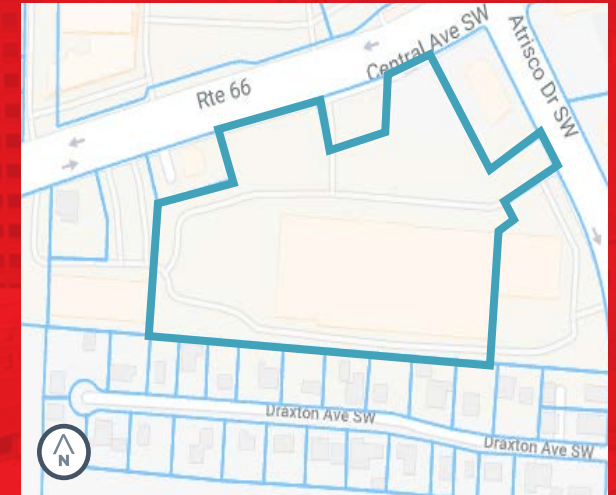 Central Ave SW
Atrisco Dr SW
Rte 66
Draxton Ave SW
Draxton Ave SW
N